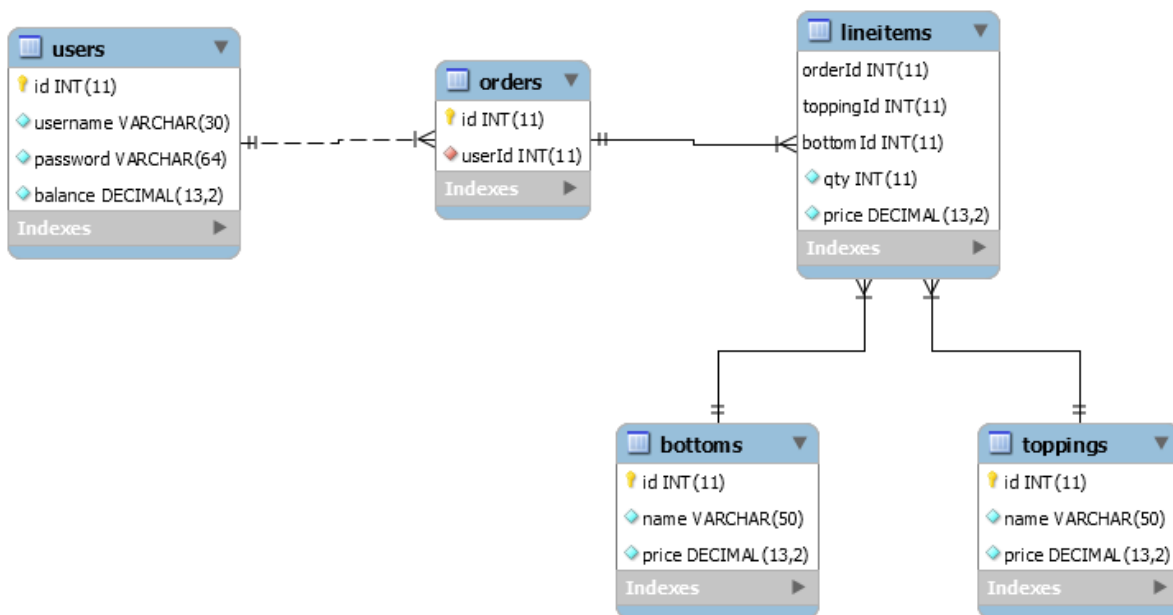 users
id INT(11)
username VARCHAR(30)
password VARCHAR(64)
balance DECIMAL(13,2)
Indexes
orders
id INT(11)
userId INT(11)
Indexes
lineitems
orderId INT(11)
toppingId INT(11)
bottomId INT(11)
qty INT(11)
price DECIMAL(13,2)
Indexes
bottoms
id INT(11)
name VARCHAR(50)
price DECIMAL(13,2)
Indexes
toppings
id INT(11)
name VARCHAR(50)
price DECIMAL(13,2)
Indexes